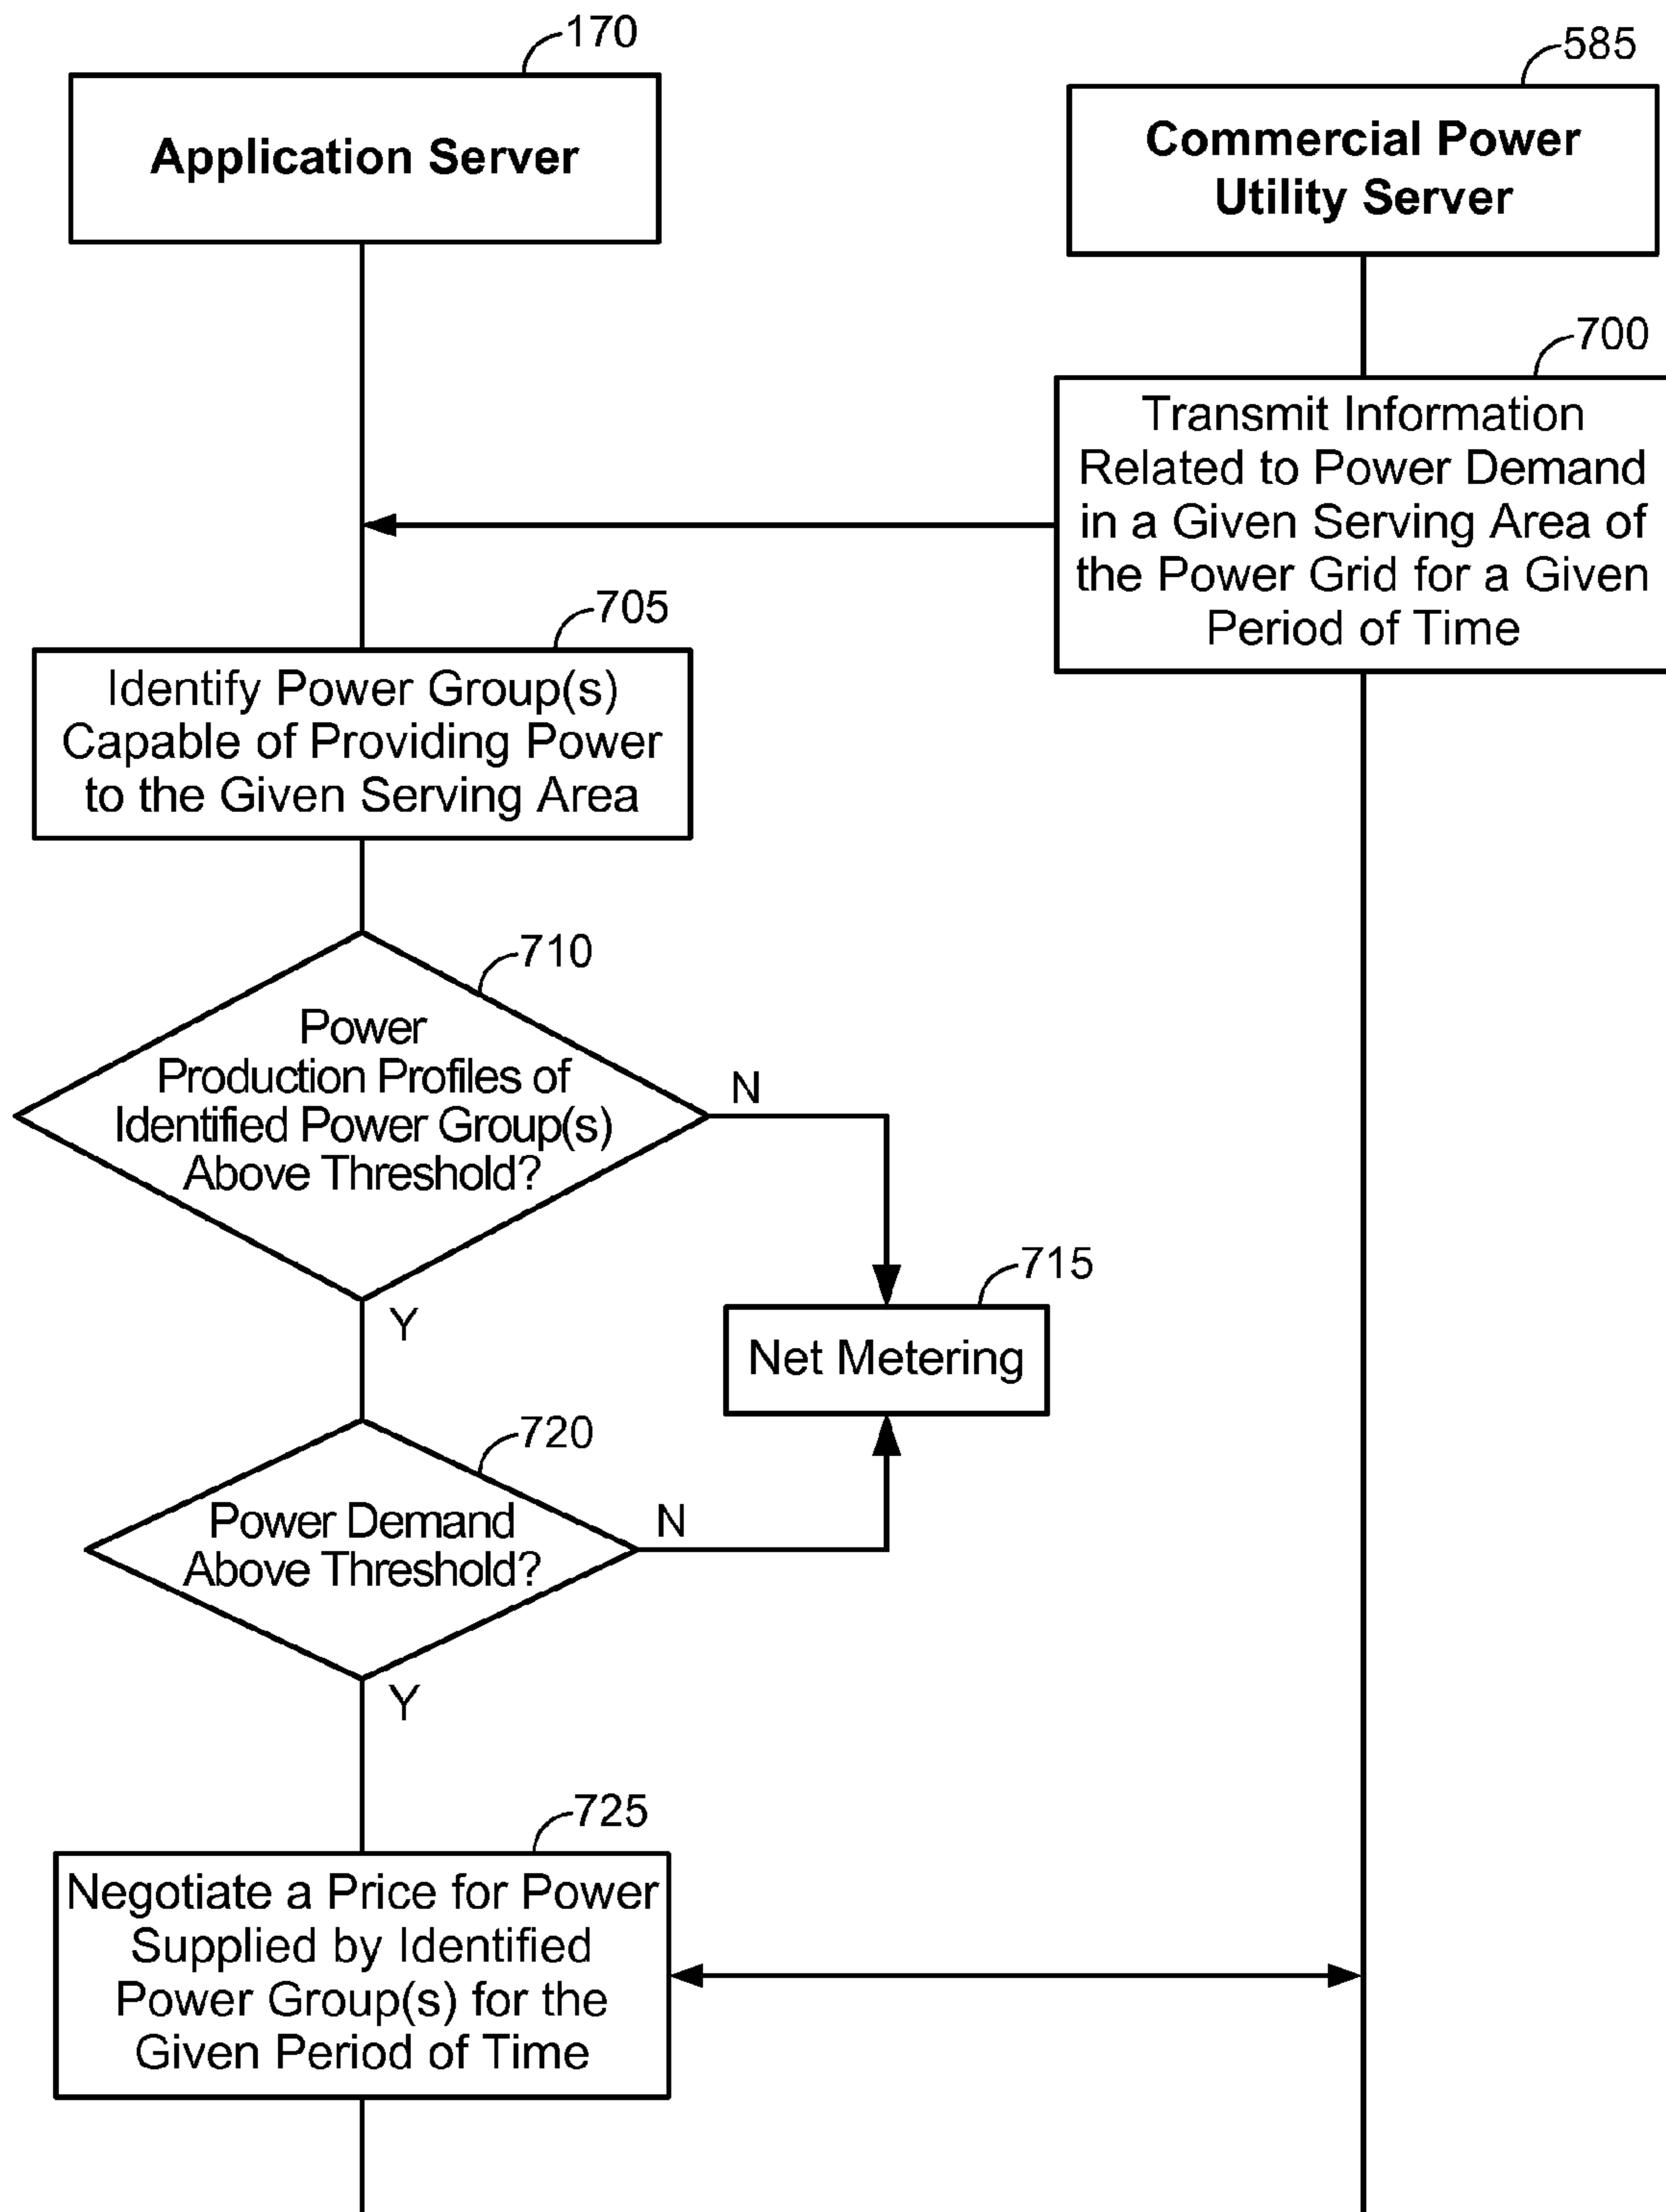 170
Application Server
585
Commercial Power
Utility Server
700
Transmit Information
Related to Power Demand
in a Given Serving Area of
the Power Grid for a Given
Period of Time
705
Identify Power Group(s)
Capable of Providing Power
to the Given Serving Area
710
Power
Production Profiles of
Identified Power Group(s)
Above Threshold?
N
Y
715
Net Metering
720
Power Demand
Above Threshold?
N
Y
725
Negotiate a Price for Power
Supplied by Identified
Power Group(s) for the
Given Period of Time